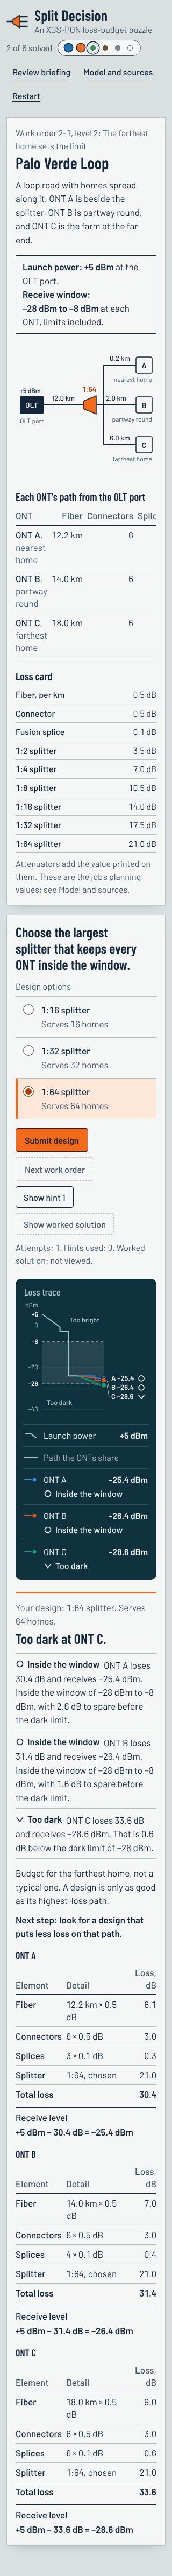 Split Decision
An XGS-PON loss-budget puzzle
2 of 6 solved
Review briefing Model and sources
Restart
Work order 2-1, level 2: The farthest
home sets the limit
Palo Verde Loop
A loop road with homes spread
along it. ONT A is beside the
splitter, ONT B is partway round,
and ONT C is the farm at the far
end.
Launch power: +5 dBm at the
OLT port.
Receive window:
−28 dBm to −8 dBm at each
ONT, limits included.
+5 dBm
OLT
OLT port
12.0 km
1:64
0.2 km
A
nearest home
2.0 km
B
partway round
6.0 km
C
farthest home
Each ONT's path from the OLT port
ONT Fiber Connectors Splic
ONT A, 12.2 km 6
nearest
home
ONT B, 14.0 km 6
partway
round
ONT C, 18.0 km 6
farthest
home
Loss card
Fiber, per km 0.5 dB
Connector 0.5 dB
Fusion splice 0.1 dB
1:2 splitter 3.5 dB
1:4 splitter 7.0 dB
1:8 splitter 10.5 dB
1:16 splitter 14.0 dB
1:32 splitter 17.5 dB
1:64 splitter 21.0 dB
Attenuators add the value printed on
them. These are the job's planning
values; see Model and sources.
Choose the largest
splitter that keeps every
ONT inside the window.
Design options
1:16 splitter
Serves 16 homes
1:32 splitter
Serves 32 homes
1:64 splitter
Serves 64 homes
Submit design
Next work order
Show hint 1
Show worked solution
Attempts: 1. Hints used: 0. Worked
solution: not viewed.
Loss trace
dBm
+5
0
−8
−20
−28
−40
Too bright
Too dark
A −25.4
B −26.4
C −28.6
Launch power +5 dBm
Path the ONTs share
ONT A −25.4 dBm
Inside the window
ONT B −26.4 dBm
Inside the window
ONT C −28.6 dBm
Too dark
Your design: 1:64 splitter. Serves
64 homes.
Too dark at ONT C.
Inside the window ONT A loses
30.4 dB and receives −25.4 dBm.
Inside the window of −28 dBm to −8
dBm, with 2.6 dB to spare before
the dark limit.
Inside the window ONT B loses
31.4 dB and receives −26.4 dBm.
Inside the window of −28 dBm to −8
dBm, with 1.6 dB to spare before
the dark limit.
Too dark ONT C loses 33.6 dB
and receives −28.6 dBm. That is 0.6
dB below the dark limit of −28 dBm.
Budget for the farthest home, not a
typical one. A design is only as good
as its highest-loss path.
Next step: look for a design that
puts less loss on that path.
ONT A
Element Detail Loss, dB
Fiber 12.2 km × 0.5 dB 6.1
Connectors 6 × 0.5 dB 3.0
Splices 3 × 0.1 dB 0.3
Splitter 1:64, chosen 21.0
Total loss 30.4
Receive level
+5 dBm − 30.4 dB = −25.4 dBm
ONT B
Element Detail Loss, dB
Fiber 14.0 km × 0.5 dB 7.0
Connectors 6 × 0.5 dB 3.0
Splices 4 × 0.1 dB 0.4
Splitter 1:64, chosen 21.0
Total loss 31.4
Receive level
+5 dBm − 31.4 dB = −26.4 dBm
ONT C
Element Detail Loss, dB
Fiber 18.0 km × 0.5 dB 9.0
Connectors 6 × 0.5 dB 3.0
Splices 6 × 0.1 dB 0.6
Splitter 1:64, chosen 21.0
Total loss 33.6
Receive level
+5 dBm − 33.6 dB = −28.6 dBm